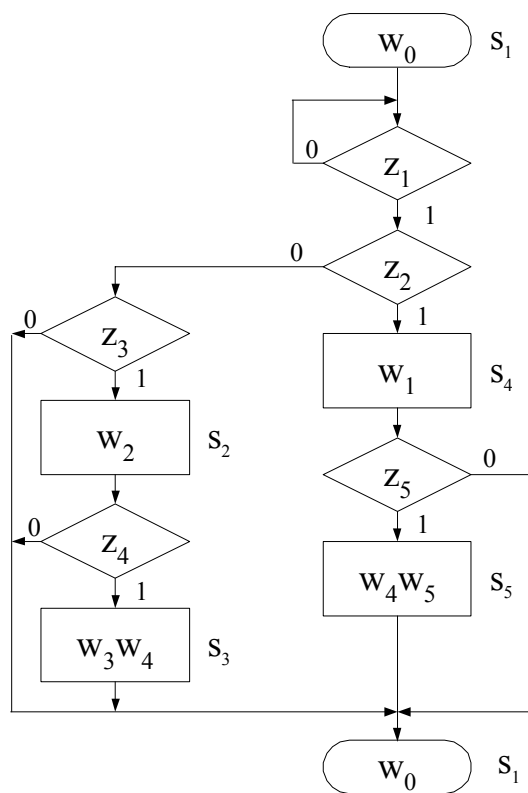 w₀ s₁
0 z₁
1
0 z₂
1
0 z₃
1
w₁ s₄
w₂ s₂
z₅ 0
1
0 z₄
1
w₄w₅ s₅
w₃w₄ s₃
w₀ s₁